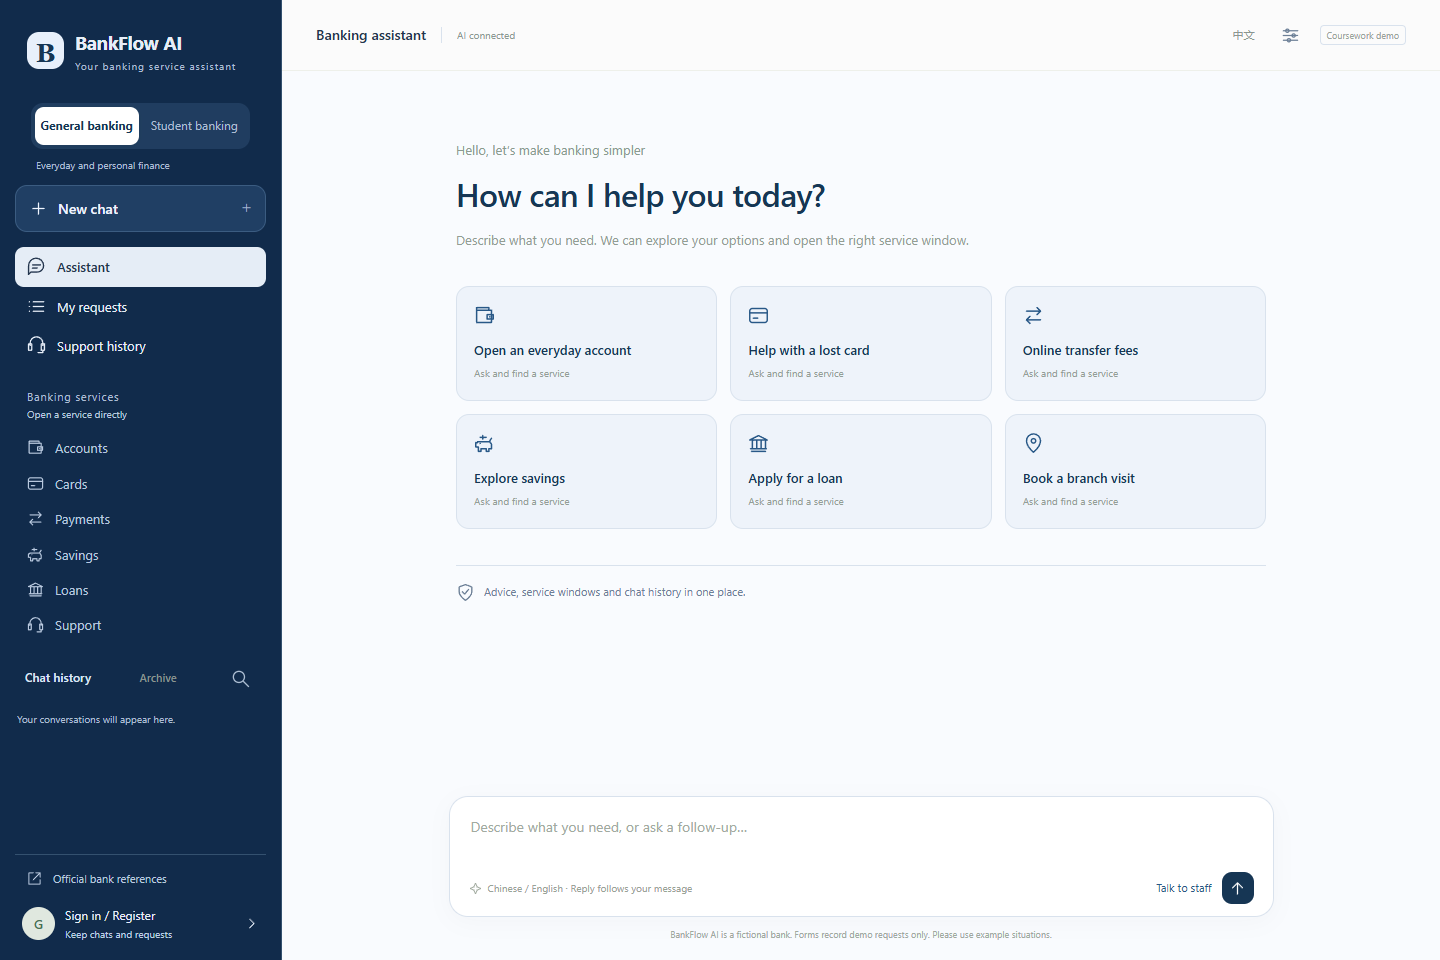 B
BankFlow AI
Your banking service assistant
General banking
Student banking
Everyday and personal finance
New chat
Assistant
My requests
Support history
Banking services
Open a service directly
Accounts
Cards
Payments
Savings
Loans
Support
Chat history
Archive
Your conversations will appear here.
Official bank references
G
Sign in / Register
Keep chats and requests
Banking assistant
AI connected
中文
Coursework demo
Hello, let's make banking simpler
How can I help you today?
Describe what you need. We can explore your options and open the right service window.
Open an everyday account
Ask and find a service
Help with a lost card
Ask and find a service
Online transfer fees
Ask and find a service
Explore savings
Ask and find a service
Apply for a loan
Ask and find a service
Book a branch visit
Ask and find a service
Advice, service windows and chat history in one place.
Describe what you need, or ask a follow-up...
Chinese / English · Reply follows your message
Talk to staff
BankFlow AI is a fictional bank. Forms record demo requests only. Please use example situations.